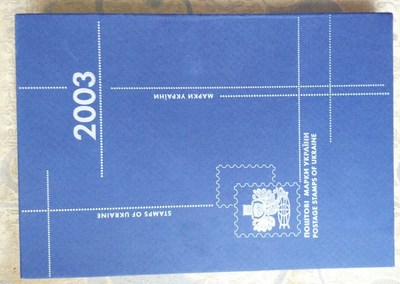 2003
МАРКИ УКРАЇНИ
STAMPS OF UKRAINE
ПОШТОВІ МАРКИ УКРАЇНИ
POSTAGE STAMPS OF UKRAINE